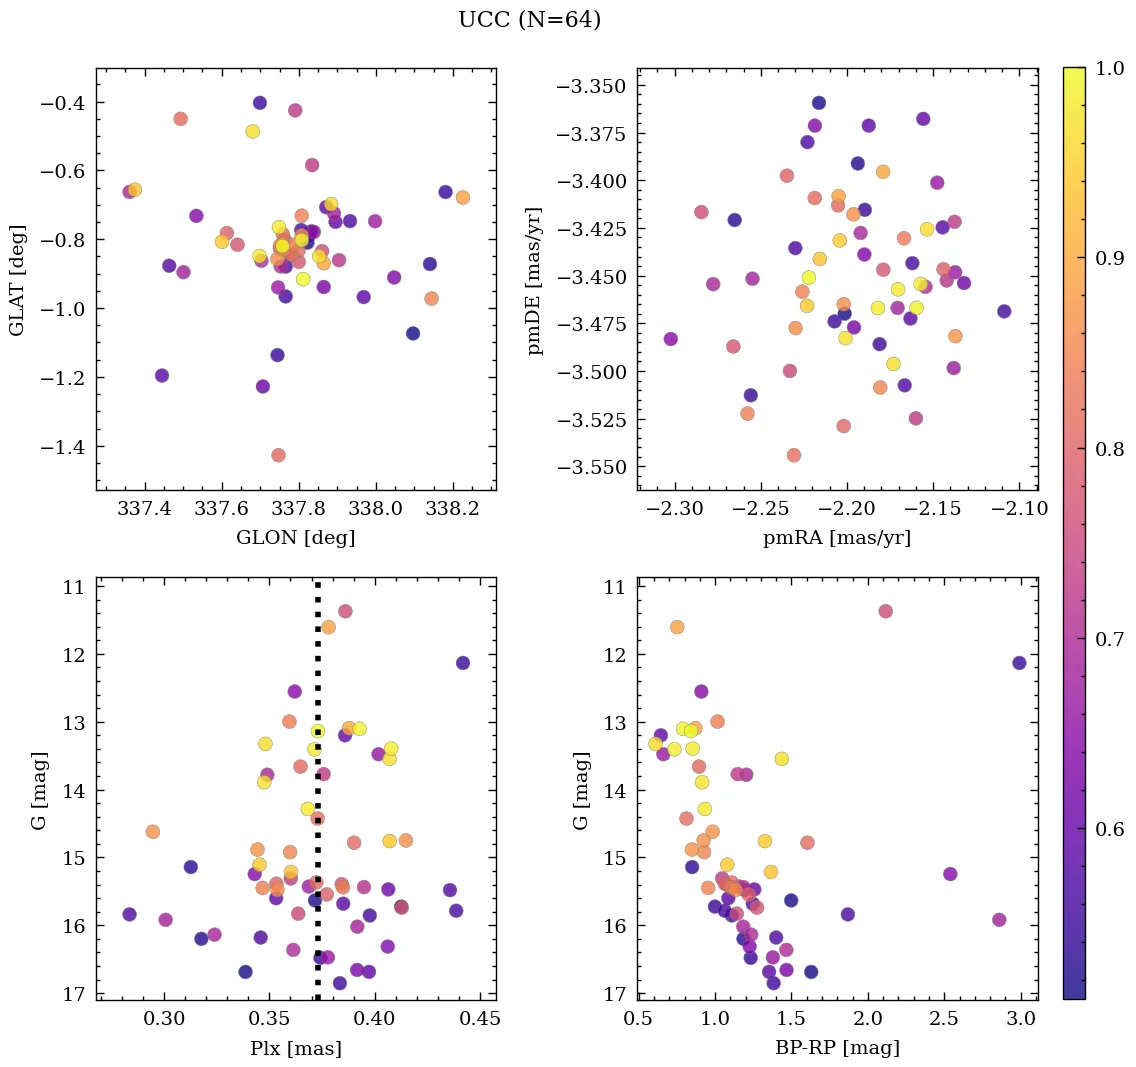 UCC (N=64)
−0.4
−0.6
−0.8
−1.0
−1.2
−1.4
GLAT [deg]
337.4 337.6 337.8 338.0 338.2
GLON [deg]
−3.350
−3.375
−3.400
−3.425
−3.450
−3.475
−3.500
−3.525
−3.550
pmDE [mas/yr]
−2.30 −2.25 −2.20 −2.15 −2.10
pmRA [mas/yr]
11
12
13
14
15
16
17
G [mag]
0.30 0.35 0.40 0.45
Plx [mas]
11
12
13
14
15
16
17
G [mag]
0.5 1.0 1.5 2.0 2.5 3.0
BP-RP [mag]
1.0
0.9
0.8
0.7
0.6